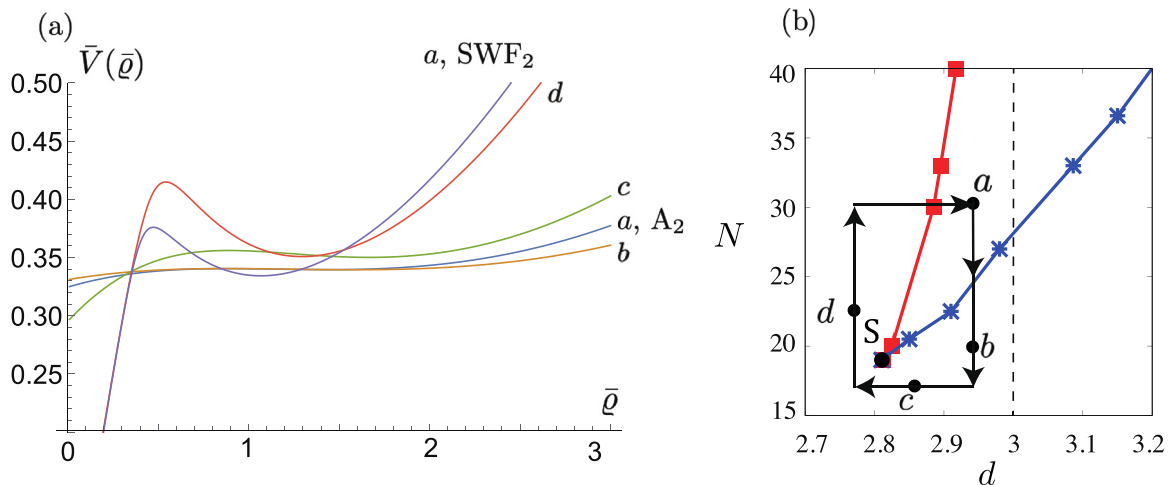 (a)
V̄(ϱ̄)
a, SWF₂
d
0.50
0.45
0.40
0.35
0.30
0.25
c
a, A₂
b
ϱ̄
0
1
2
3
(b)
40
35
30
25
20
15
N
a
d
S
b
c
2.7
2.8
2.9
3
3.1
3.2
d